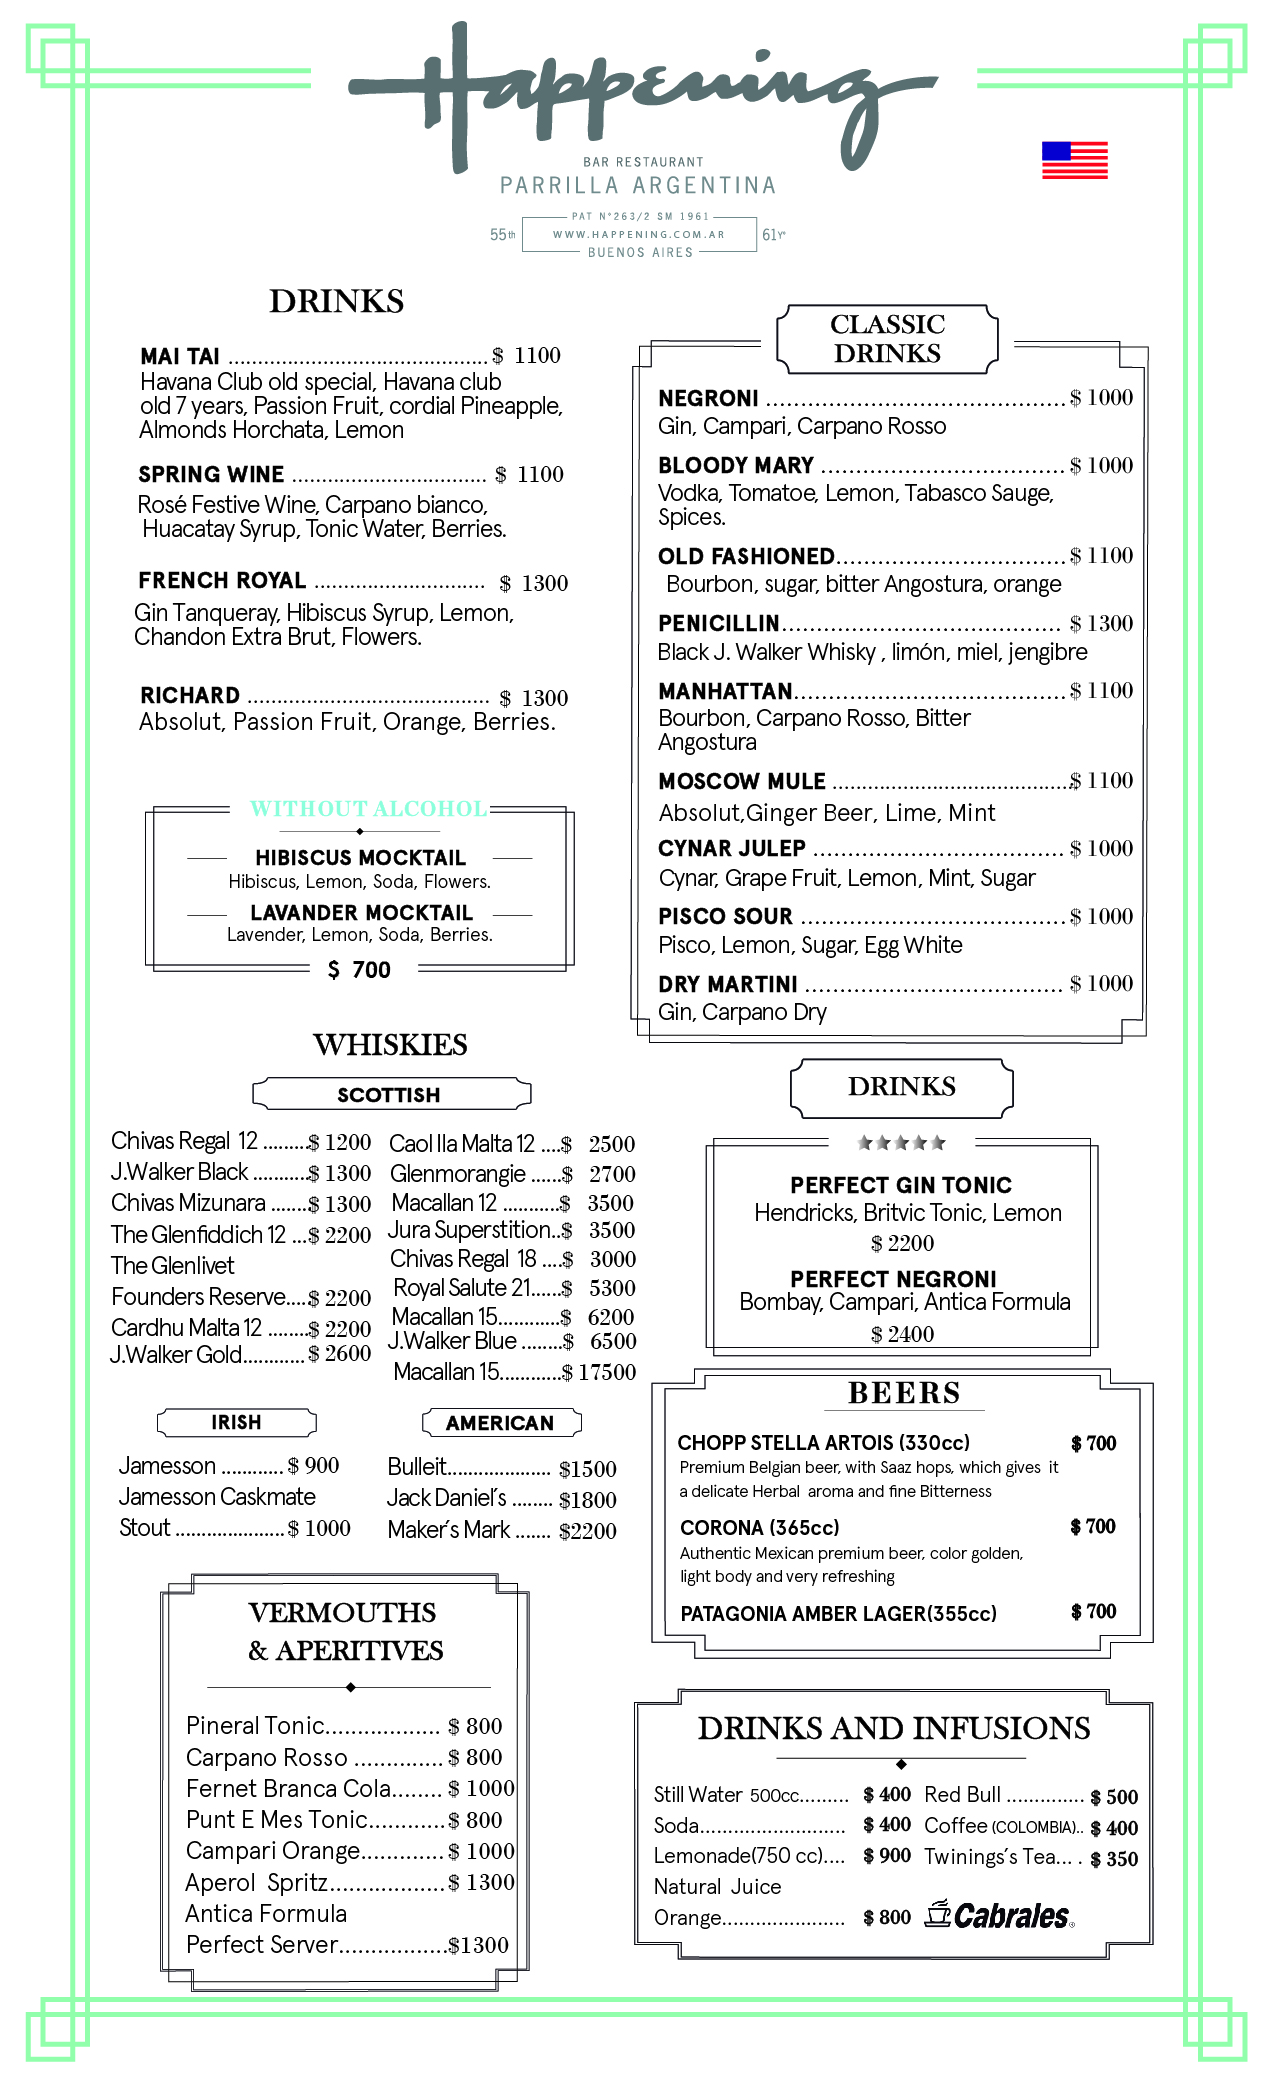 Happening
BAR RESTAURANT
PARRILLA ARGENTINA
PAT N°263/2 SM 1961
55th WWW.HAPPENING.COM.AR 61Yº
BUENOS AIRES
DRINKS
MAI TAI ............................................ $ 1100
Havana Club old special, Havana club
old 7 years, Passion Fruit, cordial Pineapple,
Almonds Horchata, Lemon
SPRING WINE ................................. $ 1100
Rosé Festive Wine, Carpano bianco,
Huacatay Syrup, Tonic Water, Berries.
FRENCH ROYAL ............................. $ 1300
Gin Tanqueray, Hibiscus Syrup, Lemon,
Chandon Extra Brut, Flowers.
RICHARD ......................................... $ 1300
Absolut, Passion Fruit, Orange, Berries.
WITHOUT ALCOHOL
HIBISCUS MOCKTAIL
Hibiscus, Lemon, Soda, Flowers.
LAVANDER MOCKTAIL
Lavender, Lemon, Soda, Berries.
$ 700
CLASSIC
DRINKS
NEGRONI ...................................... $ 1000
Gin, Campari, Carpano Rosso
BLOODY MARY ............................... $ 1000
Vodka, Tomatoe, Lemon, Tabasco Sauge,
Spices.
OLD FASHIONED............................. $ 1100
Bourbon, sugar, bitter Angostura, orange
PENICILLIN.................................... $ 1300
Black J. Walker Whisky , limón, miel, jengibre
MANHATTAN................................... $ 1100
Bourbon, Carpano Rosso, Bitter
Angostura
MOSCOW MULE ....................................... $ 1100
Absolut,Ginger Beer, Lime, Mint
CYNAR JULEP ................................ $ 1000
Cynar, Grape Fruit, Lemon, Mint, Sugar
PISCO SOUR .................................. $ 1000
Pisco, Lemon, Sugar, Egg White
DRY MARTINI ................................. $ 1000
Gin, Carpano Dry
WHISKIES
SCOTTISH
Chivas Regal 12 .........$ 1200
J.Walker Black ...........$ 1300
Chivas Mizunara .......$ 1300
The Glenfiddich 12 ...$ 2200
The Glenlivet
Founders Reserve....$ 2200
Cardhu Malta 12 ........$ 2200
J.Walker Gold............ $ 2600
Caol Ila Malta 12 ....$ 2500
Glenmorangie ......$ 2700
Macallan 12 ...........$ 3500
Jura Superstition..$ 3500
Chivas Regal 18 ....$ 3000
Royal Salute 21......$ 5300
Macallan 15............$ 6200
J.Walker Blue ........$ 6500
Macallan 15............$ 17500
IRISH
Jamesson ............ $ 900
Jamesson Caskmate
Stout ..................... $ 1000
AMERICAN
Bulleit.................... $1500
Jack Daniel´s ........ $1800
Maker´s Mark ....... $2200
DRINKS
PERFECT GIN TONIC
Hendricks, Britvic Tonic, Lemon
$ 2200
PERFECT NEGRONI
Bombay, Campari, Antica Formula
$ 2400
BEERS
CHOPP STELLA ARTOIS (330cc) $ 700
Premium Belgian beer, with Saaz hops, which gives it
a delicate Herbal aroma and fine Bitterness
CORONA (365cc) $ 700
Authentic Mexican premium beer, color golden,
light body and very refreshing
PATAGONIA AMBER LAGER(355cc) $ 700
VERMOUTHS
& APERITIVES
Pineral Tonic.................. $ 800
Carpano Rosso .............. $ 800
Fernet Branca Cola........ $ 1000
Punt E Mes Tonic............ $ 800
Campari Orange............. $ 1000
Aperol Spritz.................. $ 1300
Antica Formula
Perfect Server.................$1300
DRINKS AND INFUSIONS
Still Water 500cc......... $ 400
Soda.......................... $ 400
Lemonade(750 cc).... $ 900
Natural Juice
Orange...................... $ 800
Red Bull .............. $ 500
Coffee (COLOMBIA).. $ 400
Twinings´s Tea... . $ 350
Cabrales®